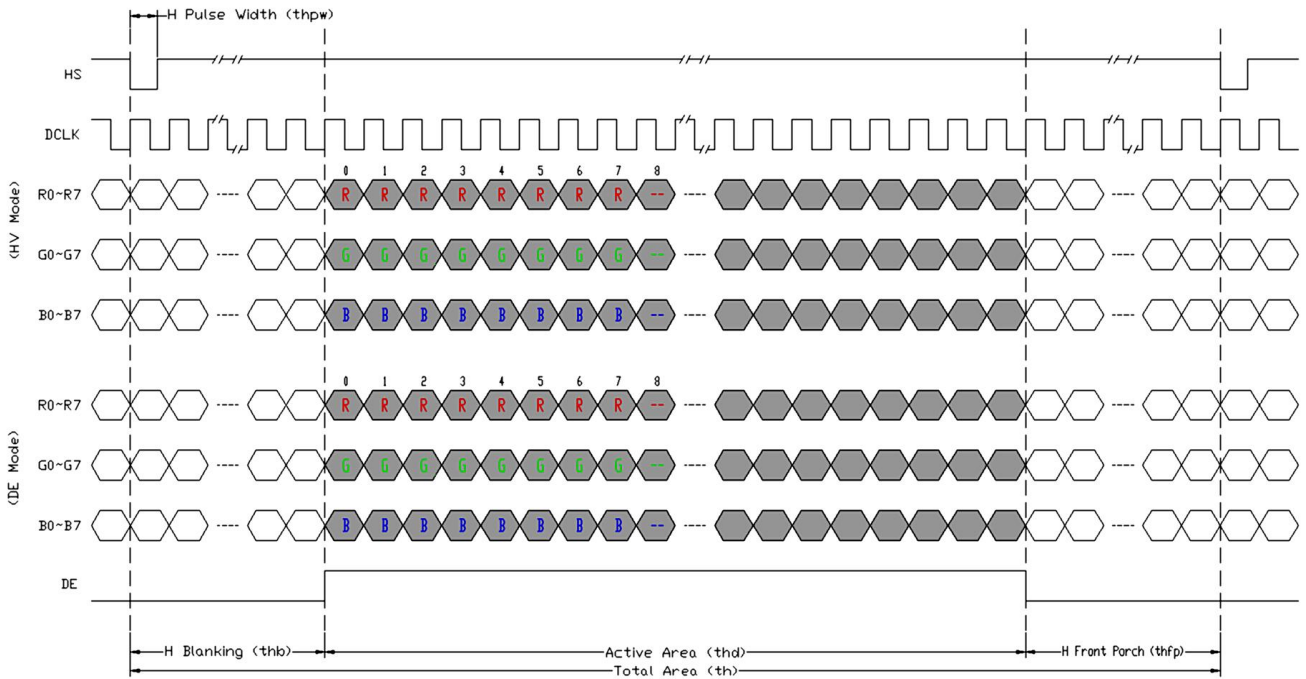 H Pulse Width (thpw)
HS
DCLK
(HV Mode)
0 1 2 3 4 5 6 7 8
R0~R7 ---- R R R R R R R R -- ---- ----
G0~G7 ---- G G G G G G G G -- ---- ----
B0~B7 ---- B B B B B B B B -- ---- ----
(DE Mode)
0 1 2 3 4 5 6 7 8
R0~R7 ---- R R R R R R R R -- ---- ----
G0~G7 ---- G G G G G G G G -- ---- ----
B0~B7 ---- B B B B B B B B -- ---- ----
DE
H Blanking (thb) Active Area (thd) H Front Porch (thfp)
Total Area (th)